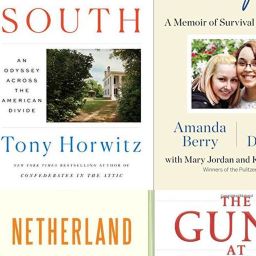 SOUTH
AN
ODYSSEY
ACROSS
THE
AMERICAN
DIVIDE
Tony Horwitz
NEW YORK TIMES BESTSELLING AUTHOR OF
CONFEDERATES IN THE ATTIC
A Memoir of Survival
Amanda
Berry
D
with Mary Jordan and K
Winners of the Pulitze
NETHERLAND
THE
GUN
AT